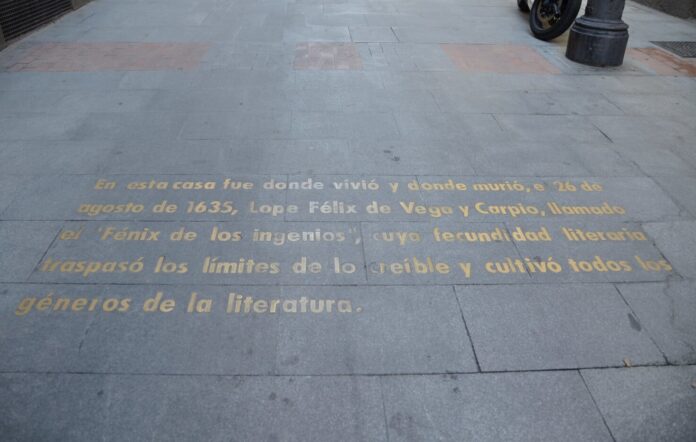 En esta casa fue donde vivió y donde murió, e 26 de
agosto de 1635, Lope Félix de Vega y Carpio, llamado
el "Fénix de los ingenios", cuya fecundidad literaria
traspasó los límites de lo creíble y cultivó todos los
géneros de la literatura.